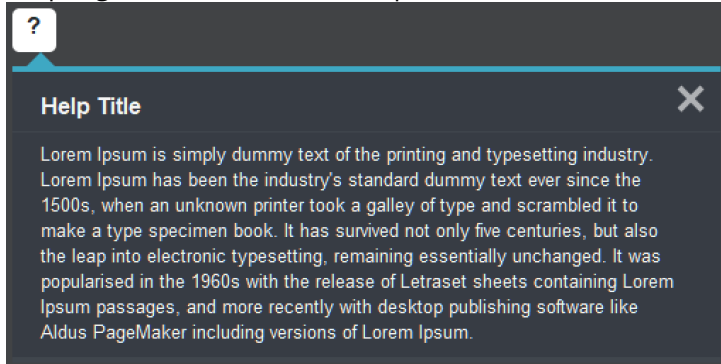 ?
Help Title
Lorem Ipsum is simply dummy text of the printing and typesetting industry.
Lorem Ipsum has been the industry's standard dummy text ever since the
1500s, when an unknown printer took a galley of type and scrambled it to
make a type specimen book. It has survived not only five centuries, but also
the leap into electronic typesetting, remaining essentially unchanged. It was
popularised in the 1960s with the release of Letraset sheets containing Lorem
Ipsum passages, and more recently with desktop publishing software like
Aldus PageMaker including versions of Lorem Ipsum.